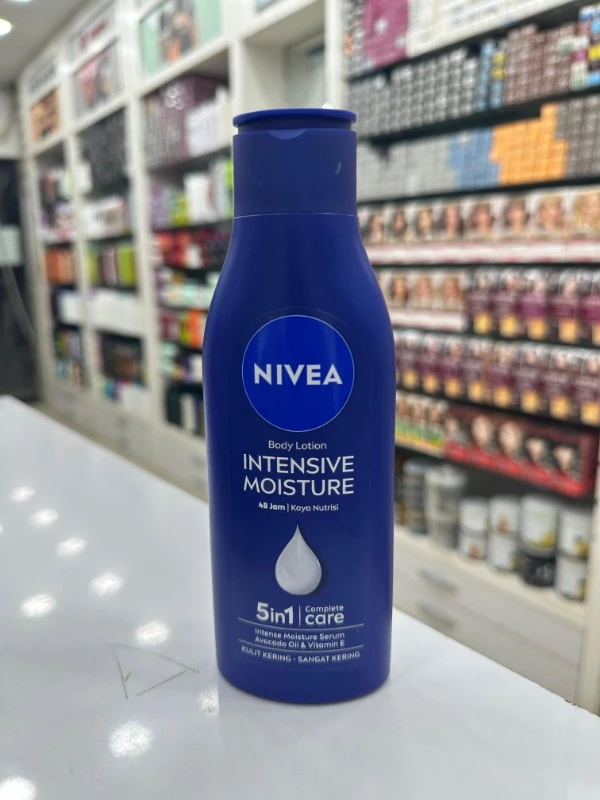 NIVEA
Body Lotion
INTENSIVE
MOISTURE
48 Jam | Kaya Nutrisi
5in1 | Complete
care
Intense Moisture Serum
Avocado Oil & Vitamin E
KULIT KERING - SANGAT KERING